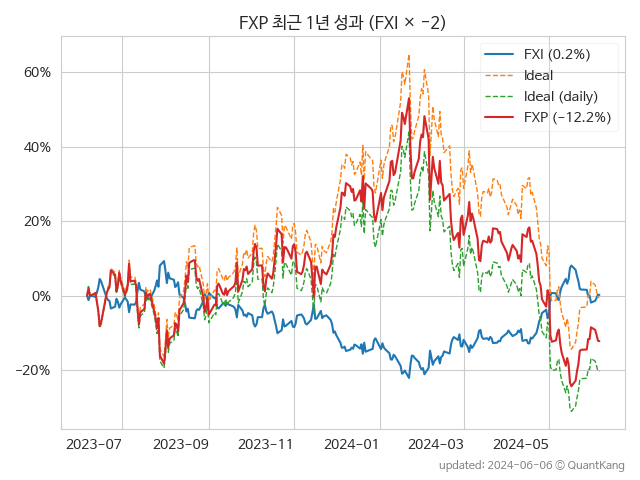 FXP 최근 1년 성과 (FXI × −2)
FXI (0.2%)
Ideal
Ideal (daily)
FXP (−12.2%)
60%
40%
20%
0%
−20%
2023-07
2023-09
2023-11
2024-01
2024-03
2024-05
updated: 2024-06-06 © QuantKang